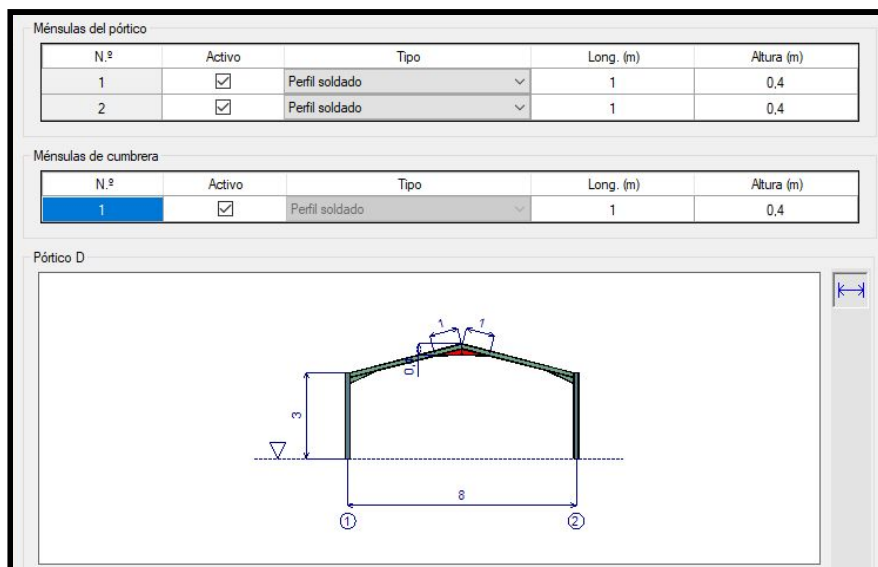 Ménsulas del pórtico
N.º Activo Tipo Long. (m) Altura (m)
1 Perfil soldado 1 0,4
2 Perfil soldado 1 0,4
Ménsulas de cumbrera
N.º Activo Tipo Long. (m) Altura (m)
1 Perfil soldado 1 0,4
Pórtico D
1 1
3
8
1 2